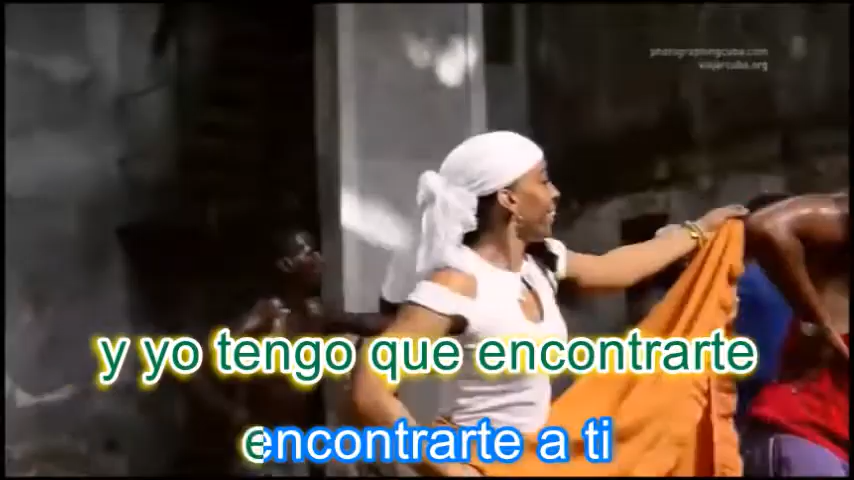 photographingcuba.com
viajarcuba.org
y yo tengo que encontrarte
encontrarte a ti